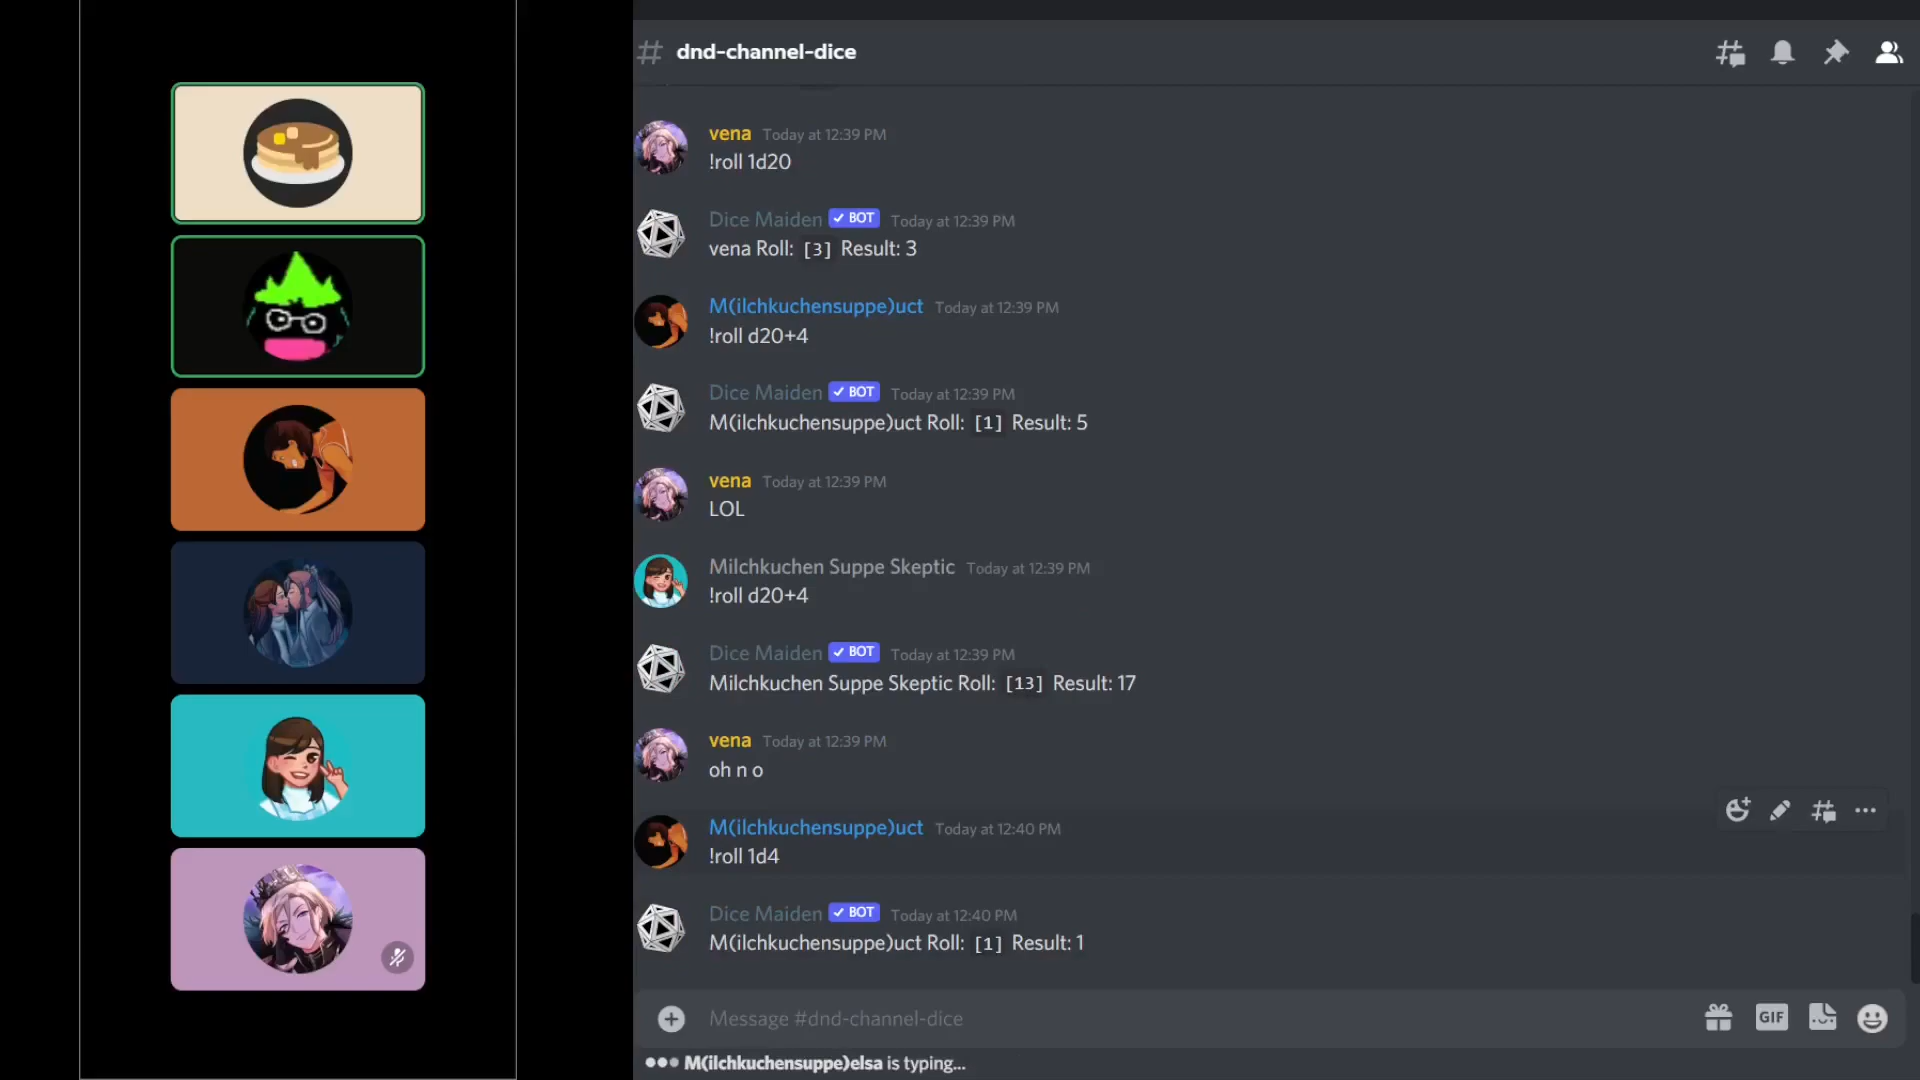 dnd-channel-dice
vena Today at 12:39 PM
!roll 1d20
Dice Maiden BOT Today at 12:39 PM
vena Roll: [3] Result: 3
M(ilchkuchensuppe)uct Today at 12:39 PM
!roll d20+4
Dice Maiden BOT Today at 12:39 PM
M(ilchkuchensuppe)uct Roll: [1] Result: 5
vena Today at 12:39 PM
LOL
Milchkuchen Suppe Skeptic Today at 12:39 PM
!roll d20+4
Dice Maiden BOT Today at 12:39 PM
Milchkuchen Suppe Skeptic Roll: [13] Result: 17
vena Today at 12:39 PM
oh n o
M(ilchkuchensuppe)uct Today at 12:40 PM
!roll 1d4
Dice Maiden BOT Today at 12:40 PM
M(ilchkuchensuppe)uct Roll: [1] Result: 1
Message #dnd-channel-dice GIF
M(ilchkuchensuppe)elsa is typing...